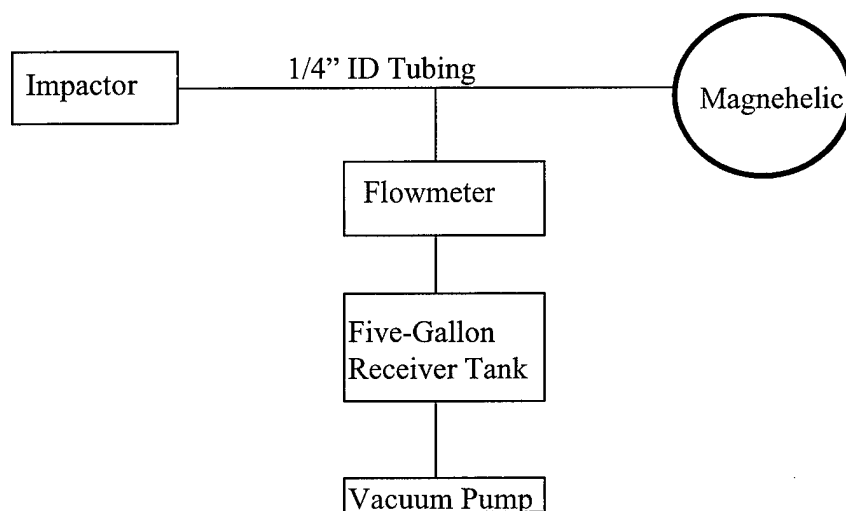 1/4” ID Tubing
Impactor
Magnehelic
Flowmeter
Five-Gallon
Receiver Tank
Vacuum Pump